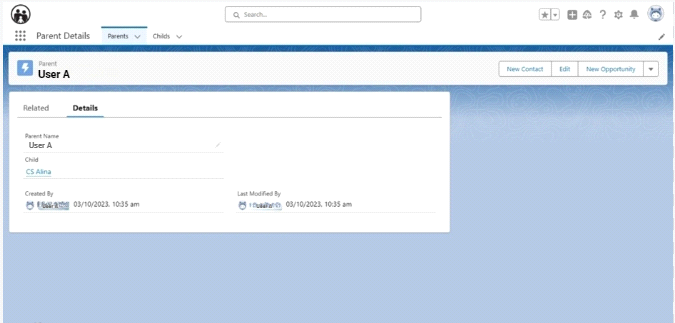 Search...
Parent Details Parents Childs
Parent
User A
New Contact Edit New Opportunity
Related Details
Parent Name
User A
Child
CS Alina
Created By Last Modified By
User A 03/10/2023, 10:35 am 03/10/2023, 10:35 am